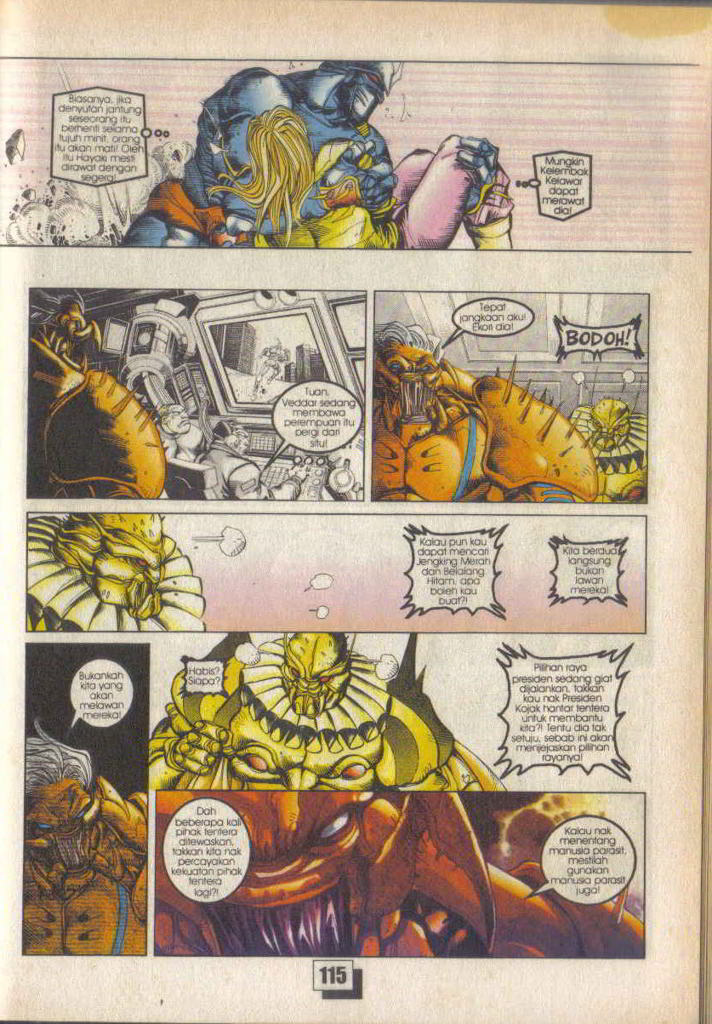 Biasanya, jika
denyutan jantung
seseorang itu
berhenti selama
tujuh minit, orang
itu akan mati! Oleh
itu Hayaki mesti
dirawat dengan
segera!
Mungkin
Kelembak
Kelawar
dapat
merawat
dia!
Tuan,
Veddar sedang
membawa
perempuan itu
pergi dari
situ!
Tepat
jangkaan aku!
Ekori dia!
BODOH!
Kalau pun kau
dapat mencari
Jengking Merah
dan Belalang
Hitam, apa
boleh kau
buat?!
Kita berdua
langsung
bukan
lawan
mereka!
Bukankah
kita yang
akan
melawan
mereka!
Habis?
Siapa?
Pilihan raya
presiden sedang giat
dijalankan, takkan
kau nak Presiden
Kojak hantar tentera
untuk membantu
kita?! Tentu dia tak
setuju, sebab ini akan
menjejaskan pilihan
rayanya!
Dah
beberapa kali
pihak tentera
ditewaskan,
takkan kita nak
percayakan
kekuatan pihak
tentera
lagi?!
Kalau nak
menentang
manusia parasit,
mestilah
gunakan
manusia parasit
juga!
115